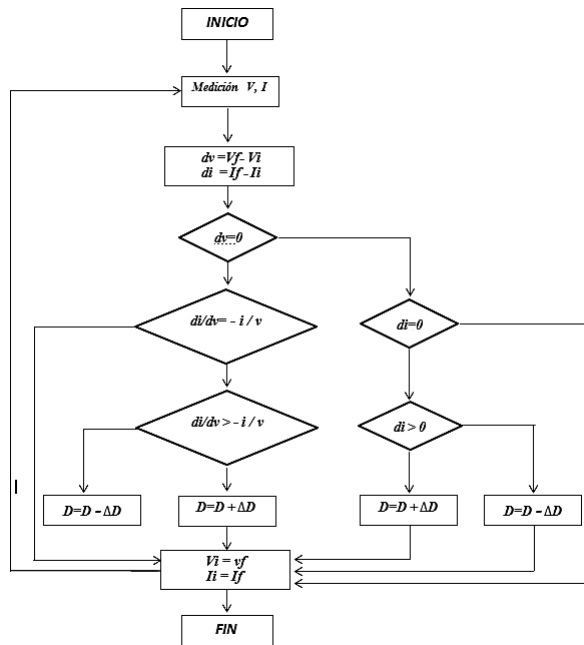 INICIO
Medición V, I
dv =Vf- Vi
di =If - Ii
dv=0
di/dv= - i / v
di=0
di/dv > - i / v
di > 0
D=D - ΔD
D=D + ΔD
D=D + ΔD
D=D - ΔD
Vi = vf
Ii = If
FIN